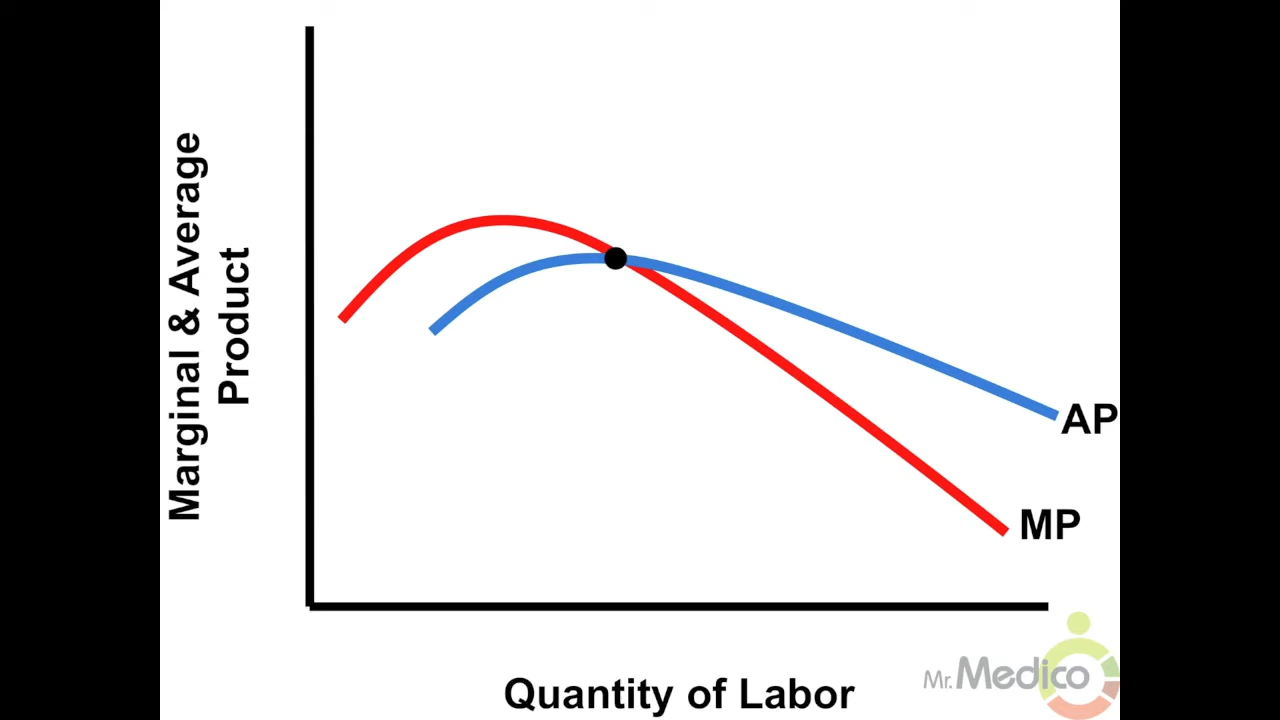 Marginal & Average
Product
AP
MP
Quantity of Labor
Mr. Medico